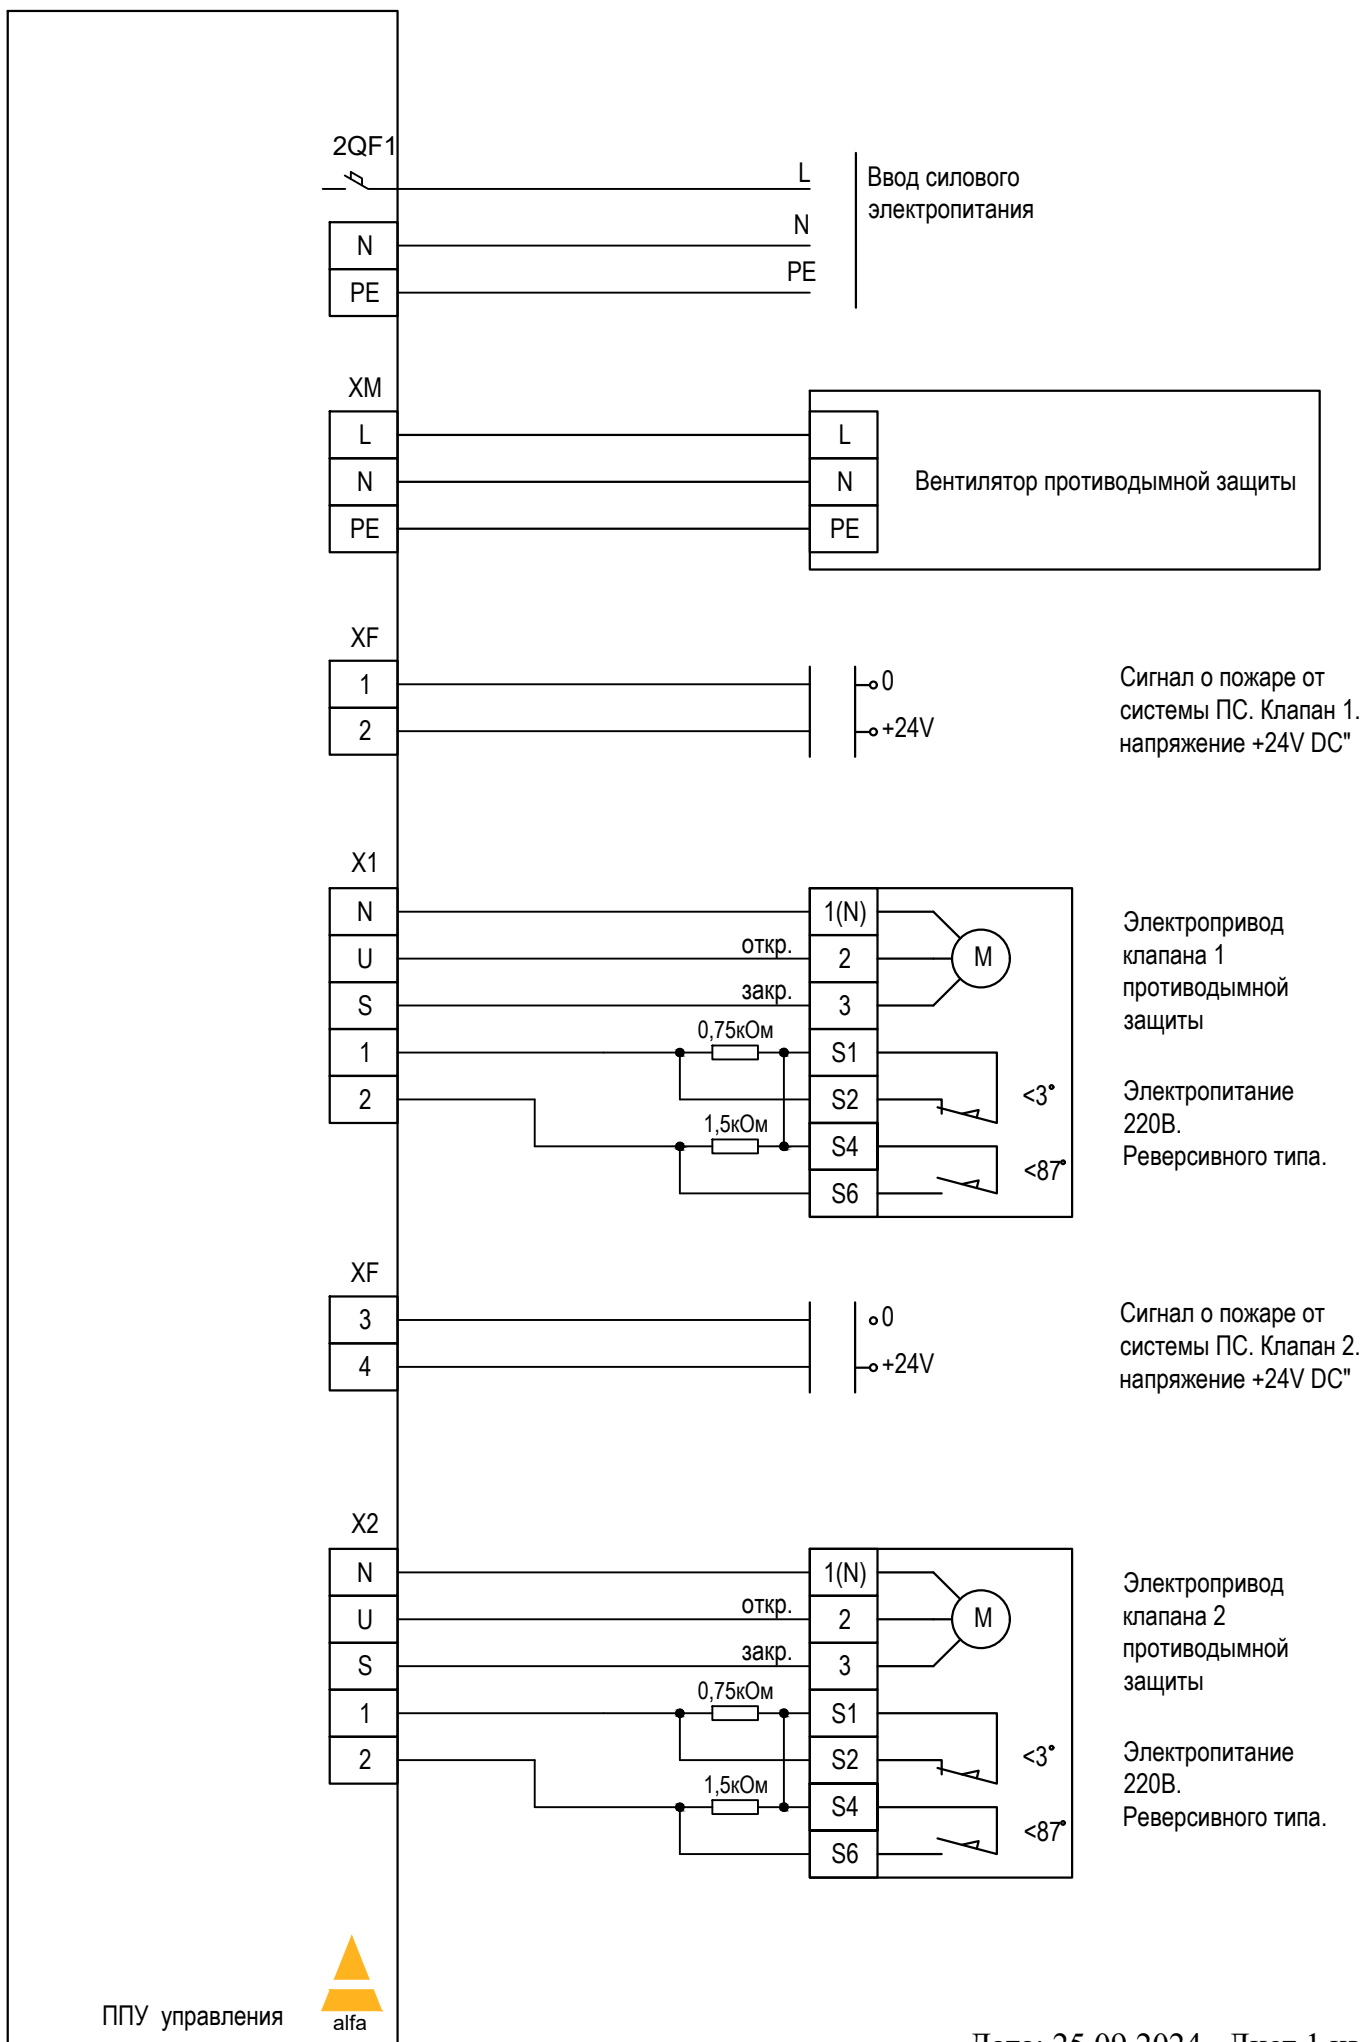 2QF1
L
Ввод силового
электропитания
N
N
PE
PE
XM
L
L
N
N
Вентилятор противодымной защиты
PE
PE
XF
1
0
2
+24V
Сигнал о пожаре от
системы ПС. Клапан 1.
напряжение +24V DC"
X1
N
1(N)
U
откр.
2
M
S
закр.
3
Электропривод
клапана 1
противодымной
защиты
1
0,75кОм
S1
2
S2
<3°
1,5кОм
S4
<87°
S6
Электропитание
220В.
Реверсивного типа.
XF
3
0
4
+24V
Сигнал о пожаре от
системы ПС. Клапан 2.
напряжение +24V DC"
X2
N
1(N)
U
откр.
2
M
S
закр.
3
Электропривод
клапана 2
противодымной
защиты
1
0,75кОм
S1
2
S2
<3°
1,5кОм
S4
<87°
S6
Электропитание
220В.
Реверсивного типа.
ППУ управления
alfa